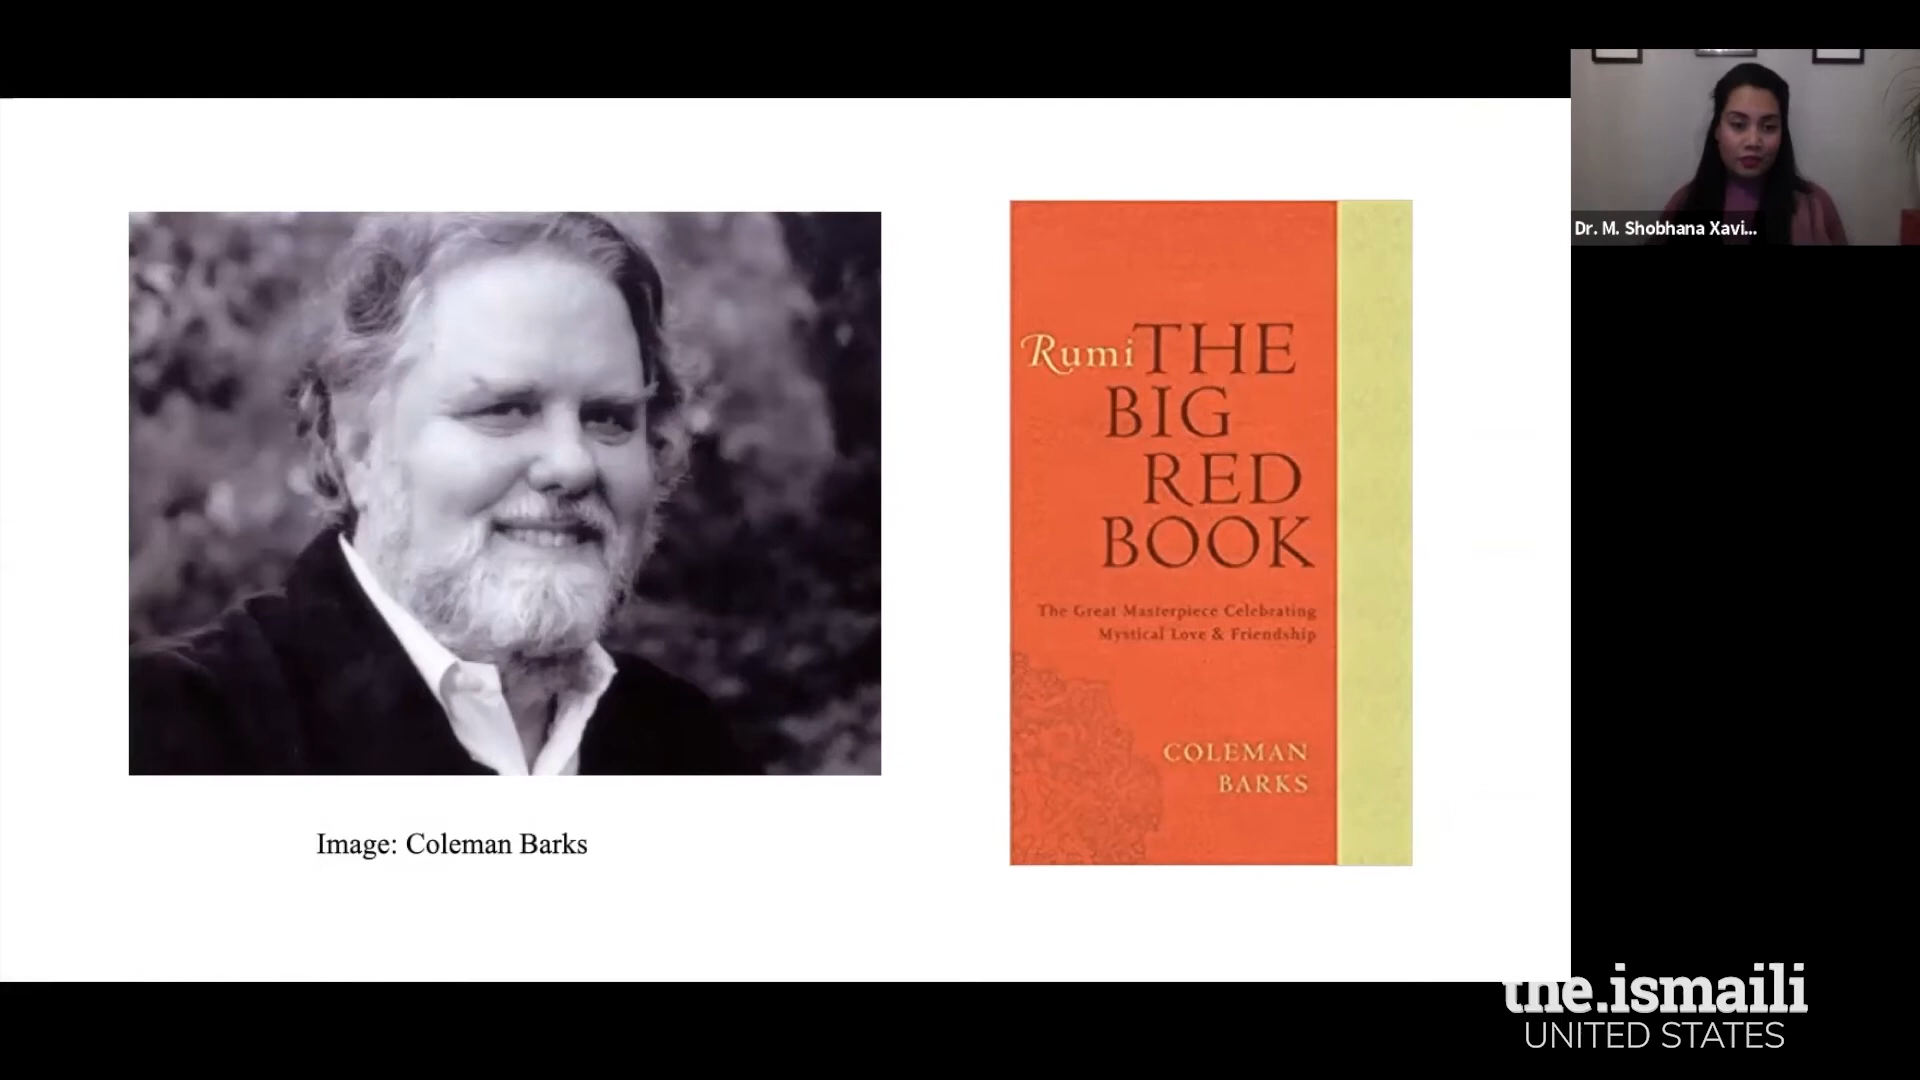 Rumi THE
BIG
RED
BOOK
The Great Masterpiece Celebrating
Mystical Love & Friendship
COLEMAN
BARKS
Image: Coleman Barks
Dr. M. Shobhana Xavi...
the.ismaili
UNITED STATES